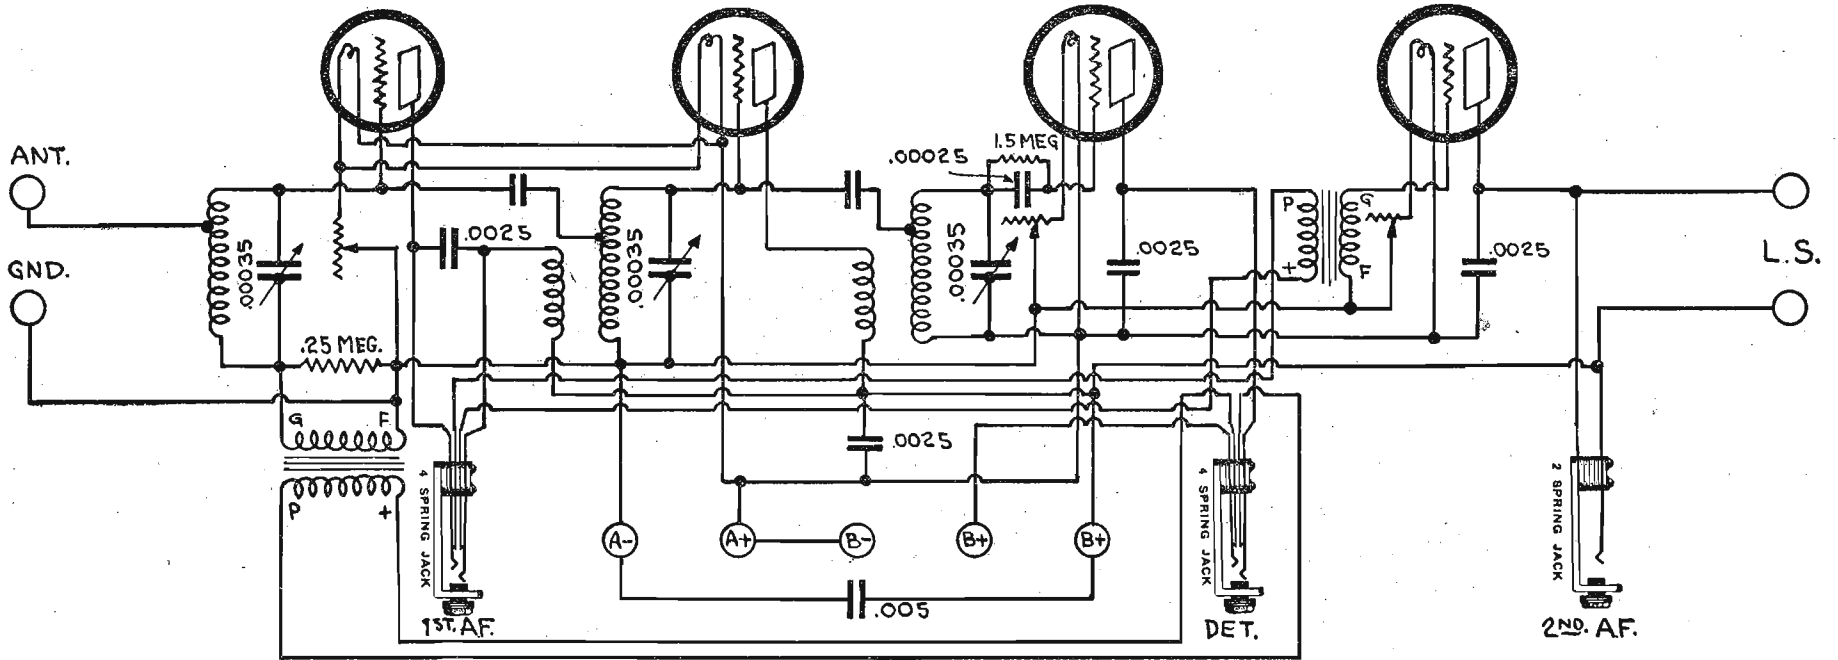 ANT.
GND.
.00035
.0025
.25 MEG.
G
F
P
+
.00035
.00025
1.5 MEG
.00035
.0025
P
+
G
F
.0025
L.S.
.0025
4 SPRING JACK
1ST. A.F.
A-
A+
B-
B+
B+
.005
4 SPRING JACK
DET.
2 SPRING JACK
2ND. A.F.